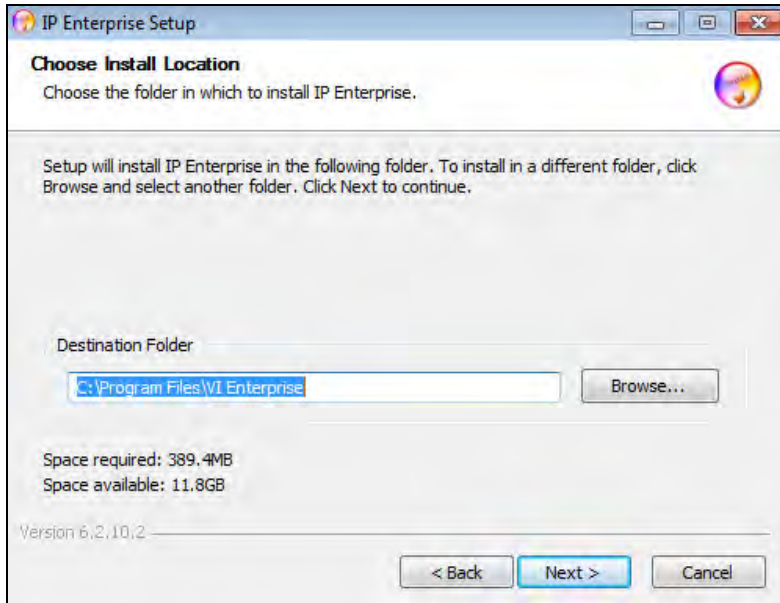 IP Enterprise Setup
Choose Install Location
Choose the folder in which to install IP Enterprise.
Setup will install IP Enterprise in the following folder. To install in a different folder, click
Browse and select another folder. Click Next to continue.
Destination Folder
C:\Program Files\VI Enterprise
Browse...
Space required: 389.4MB
Space available: 11.8GB
Version 6.2.10.2
< Back
Next >
Cancel